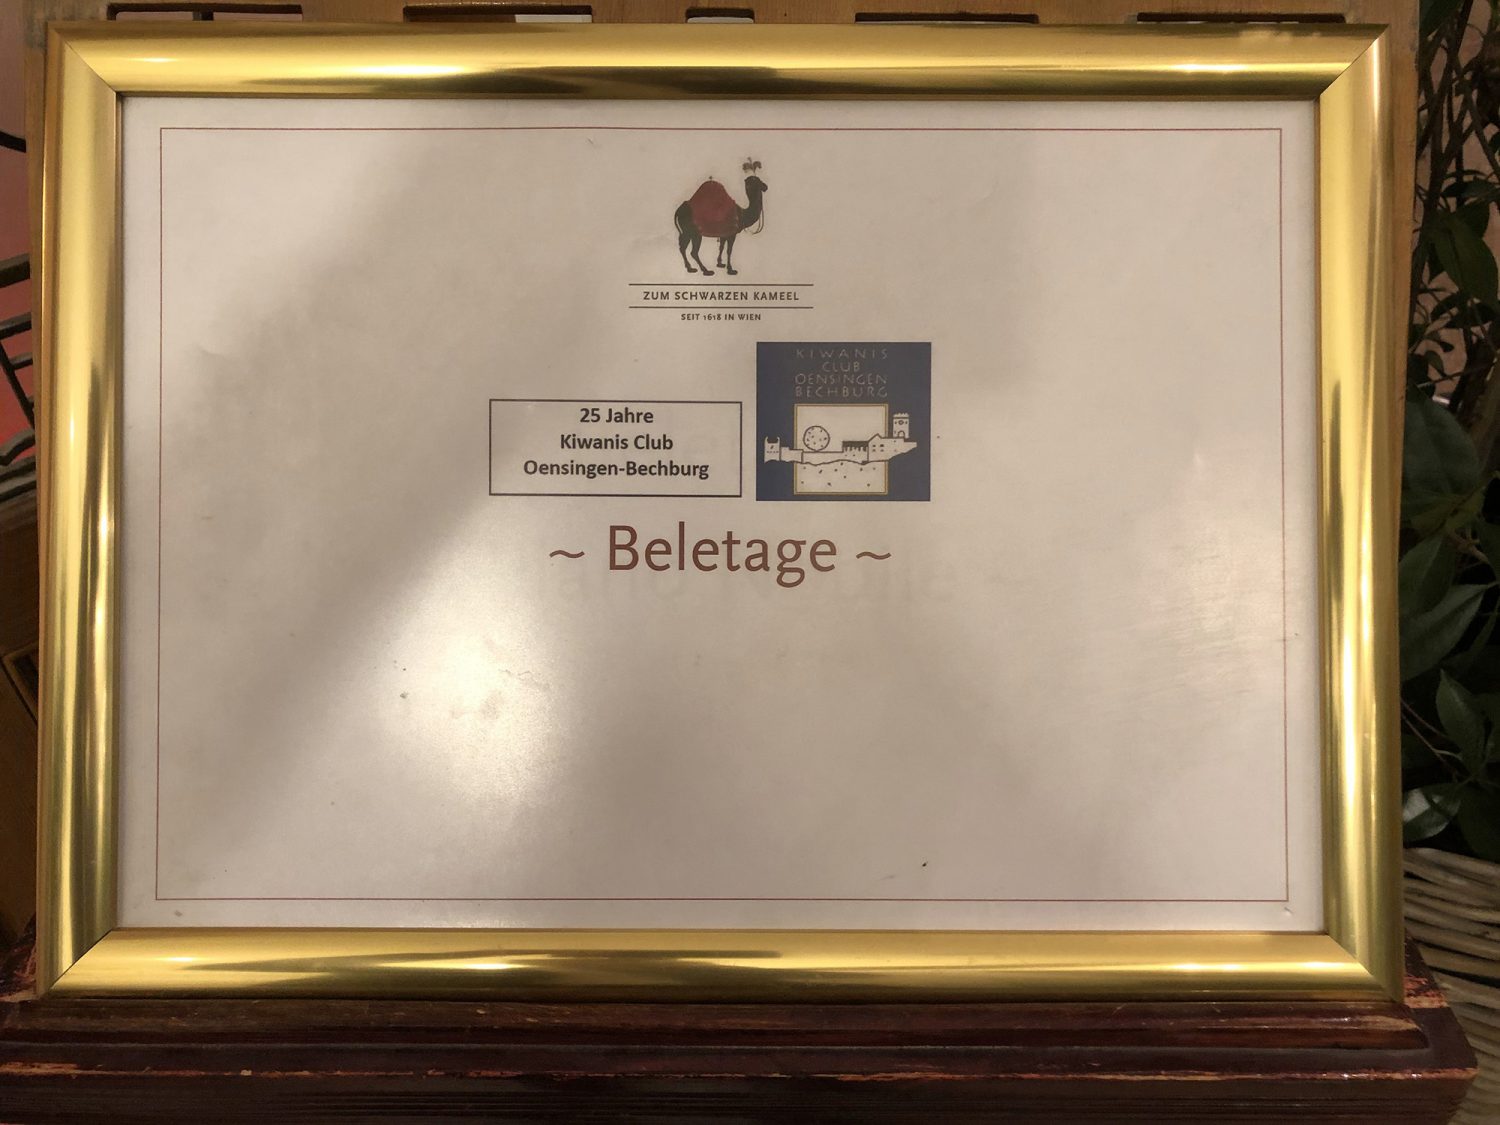 ZUM SCHWARZEN KAMEEL
SEIT 1618 IN WIEN
25 Jahre
Kiwanis Club
Oensingen-Bechburg
KIWANIS
CLUB
OENSINGEN
BECHBURG
~ Beletage ~